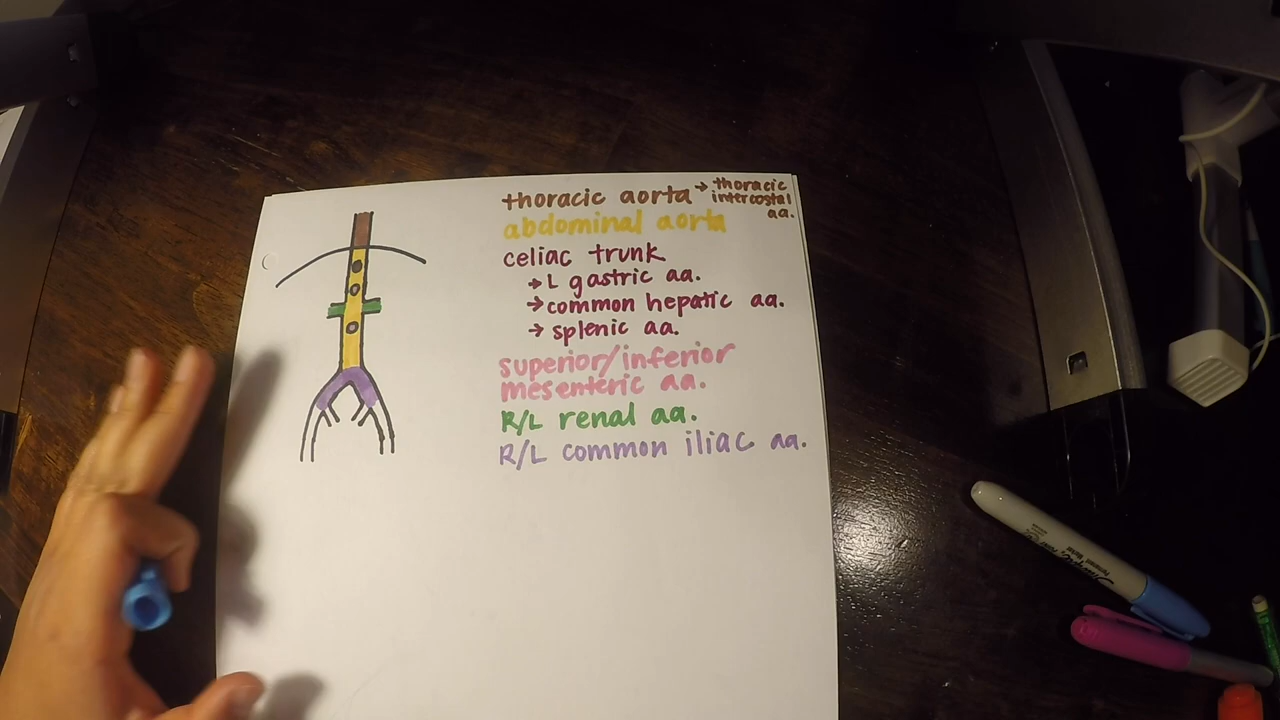 thoracic aorta → thoracic
intercostal
aa.
abdominal aorta
celiac trunk
→ L gastric aa.
→ common hepatic aa.
→ splenic aa.
superior/inferior
mesenteric aa.
R/L renal aa.
R/L common iliac aa.
Sharpie